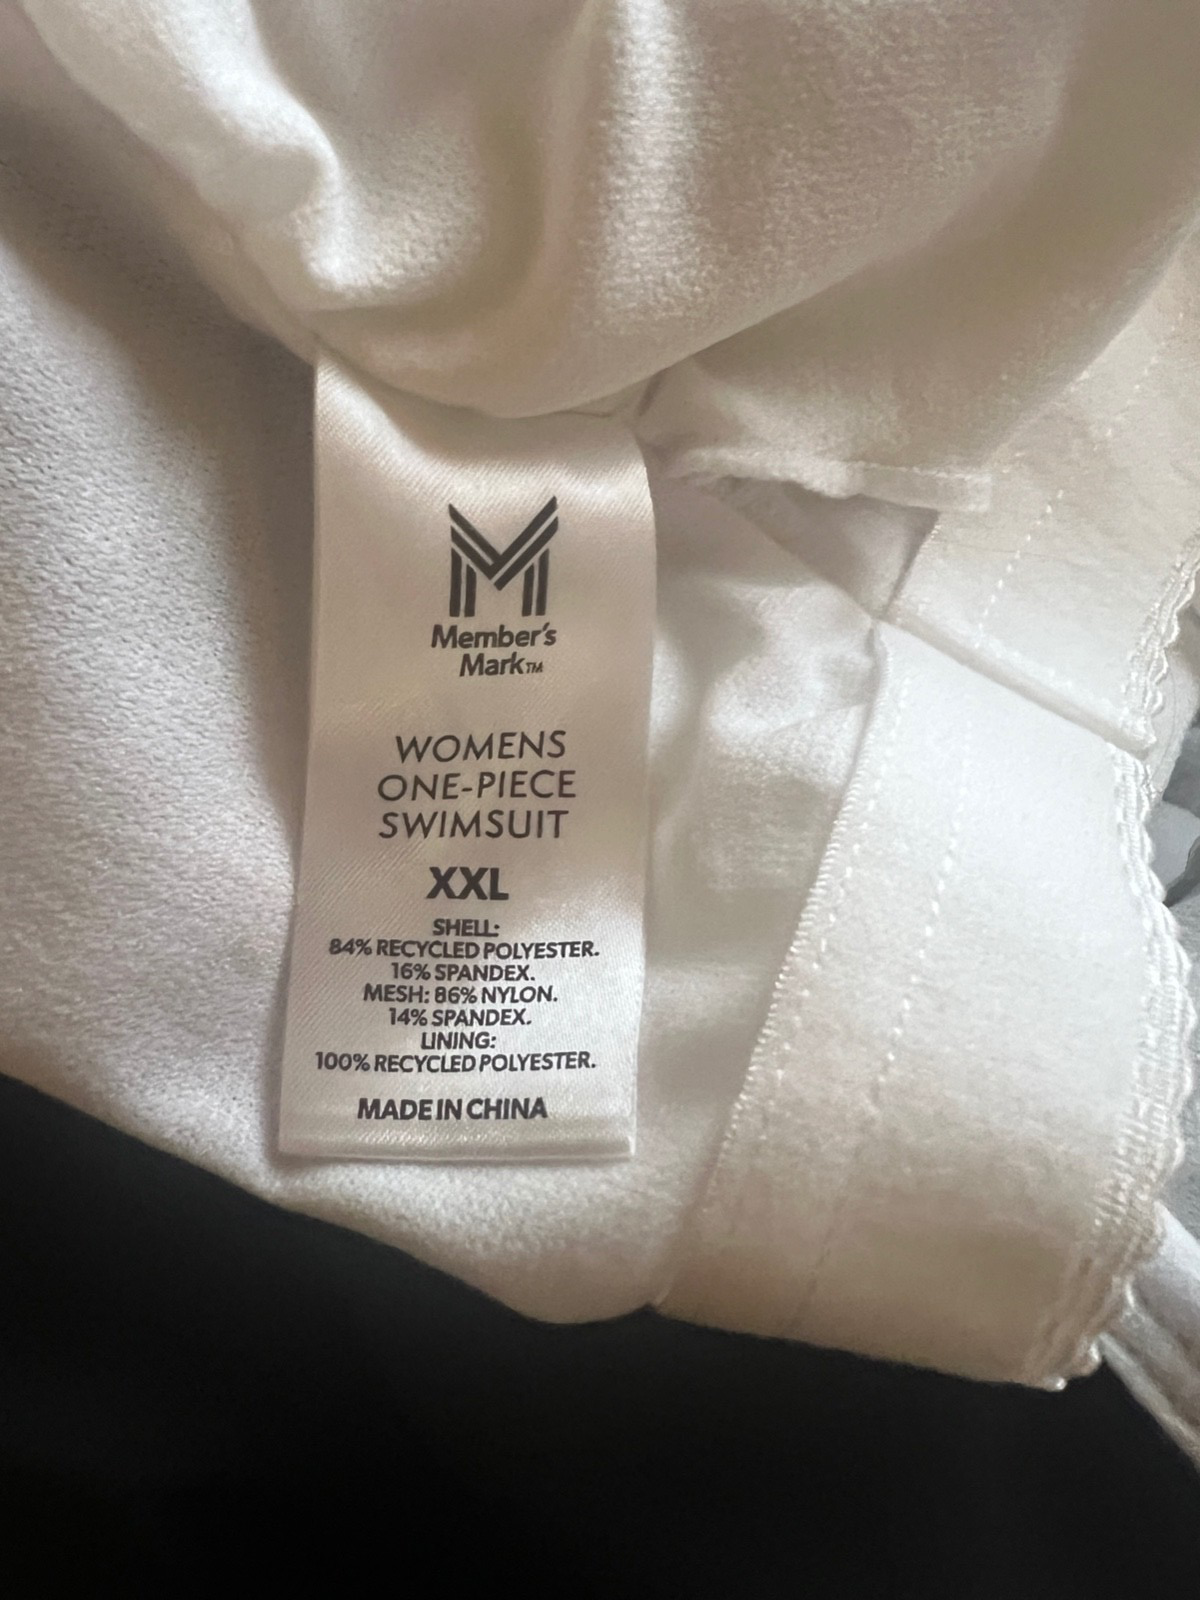 Member's
Mark™
WOMENS
ONE-PIECE
SWIMSUIT
XXL
SHELL:
84% RECYCLED POLYESTER.
16% SPANDEX.
MESH: 86% NYLON.
14% SPANDEX.
LINING:
100% RECYCLED POLYESTER.
MADE IN CHINA